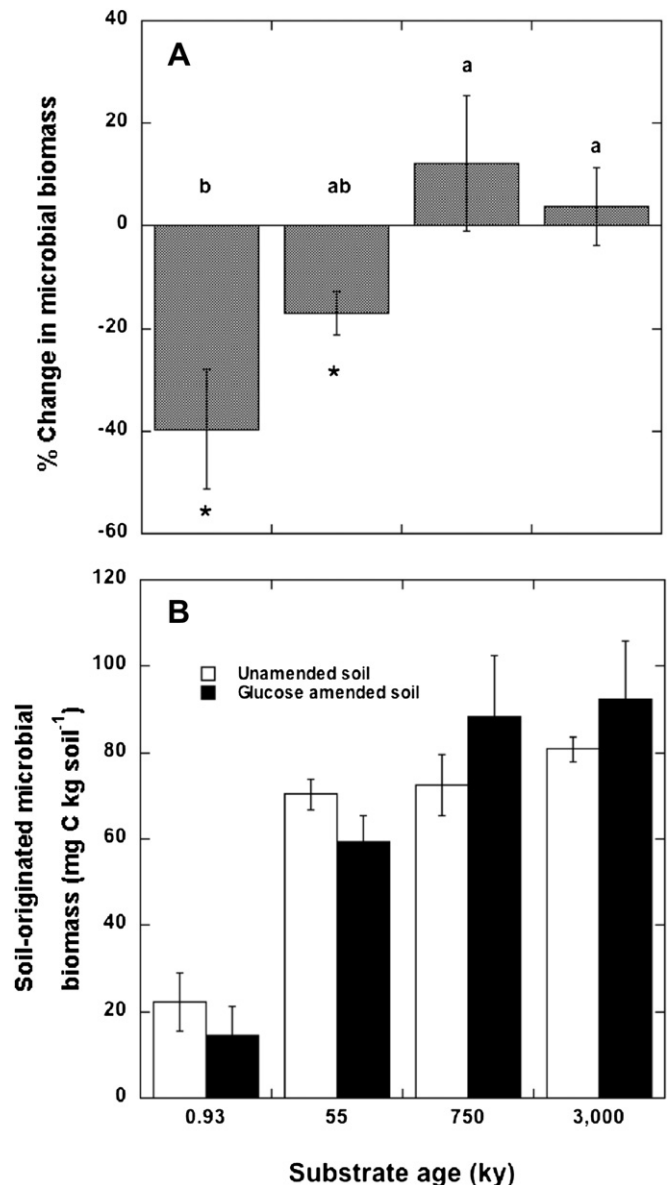 40
A
20
a
a
b
ab
0
-20
*
-40
*
-60
% Change in microbial biomass
120
B
100
Unamended soil
Glucose amended soil
80
60
40
20
0
Soil-originated microbial
biomass (mg C kg soil⁻¹)
0.93 55 750 3,000
Substrate age (ky)